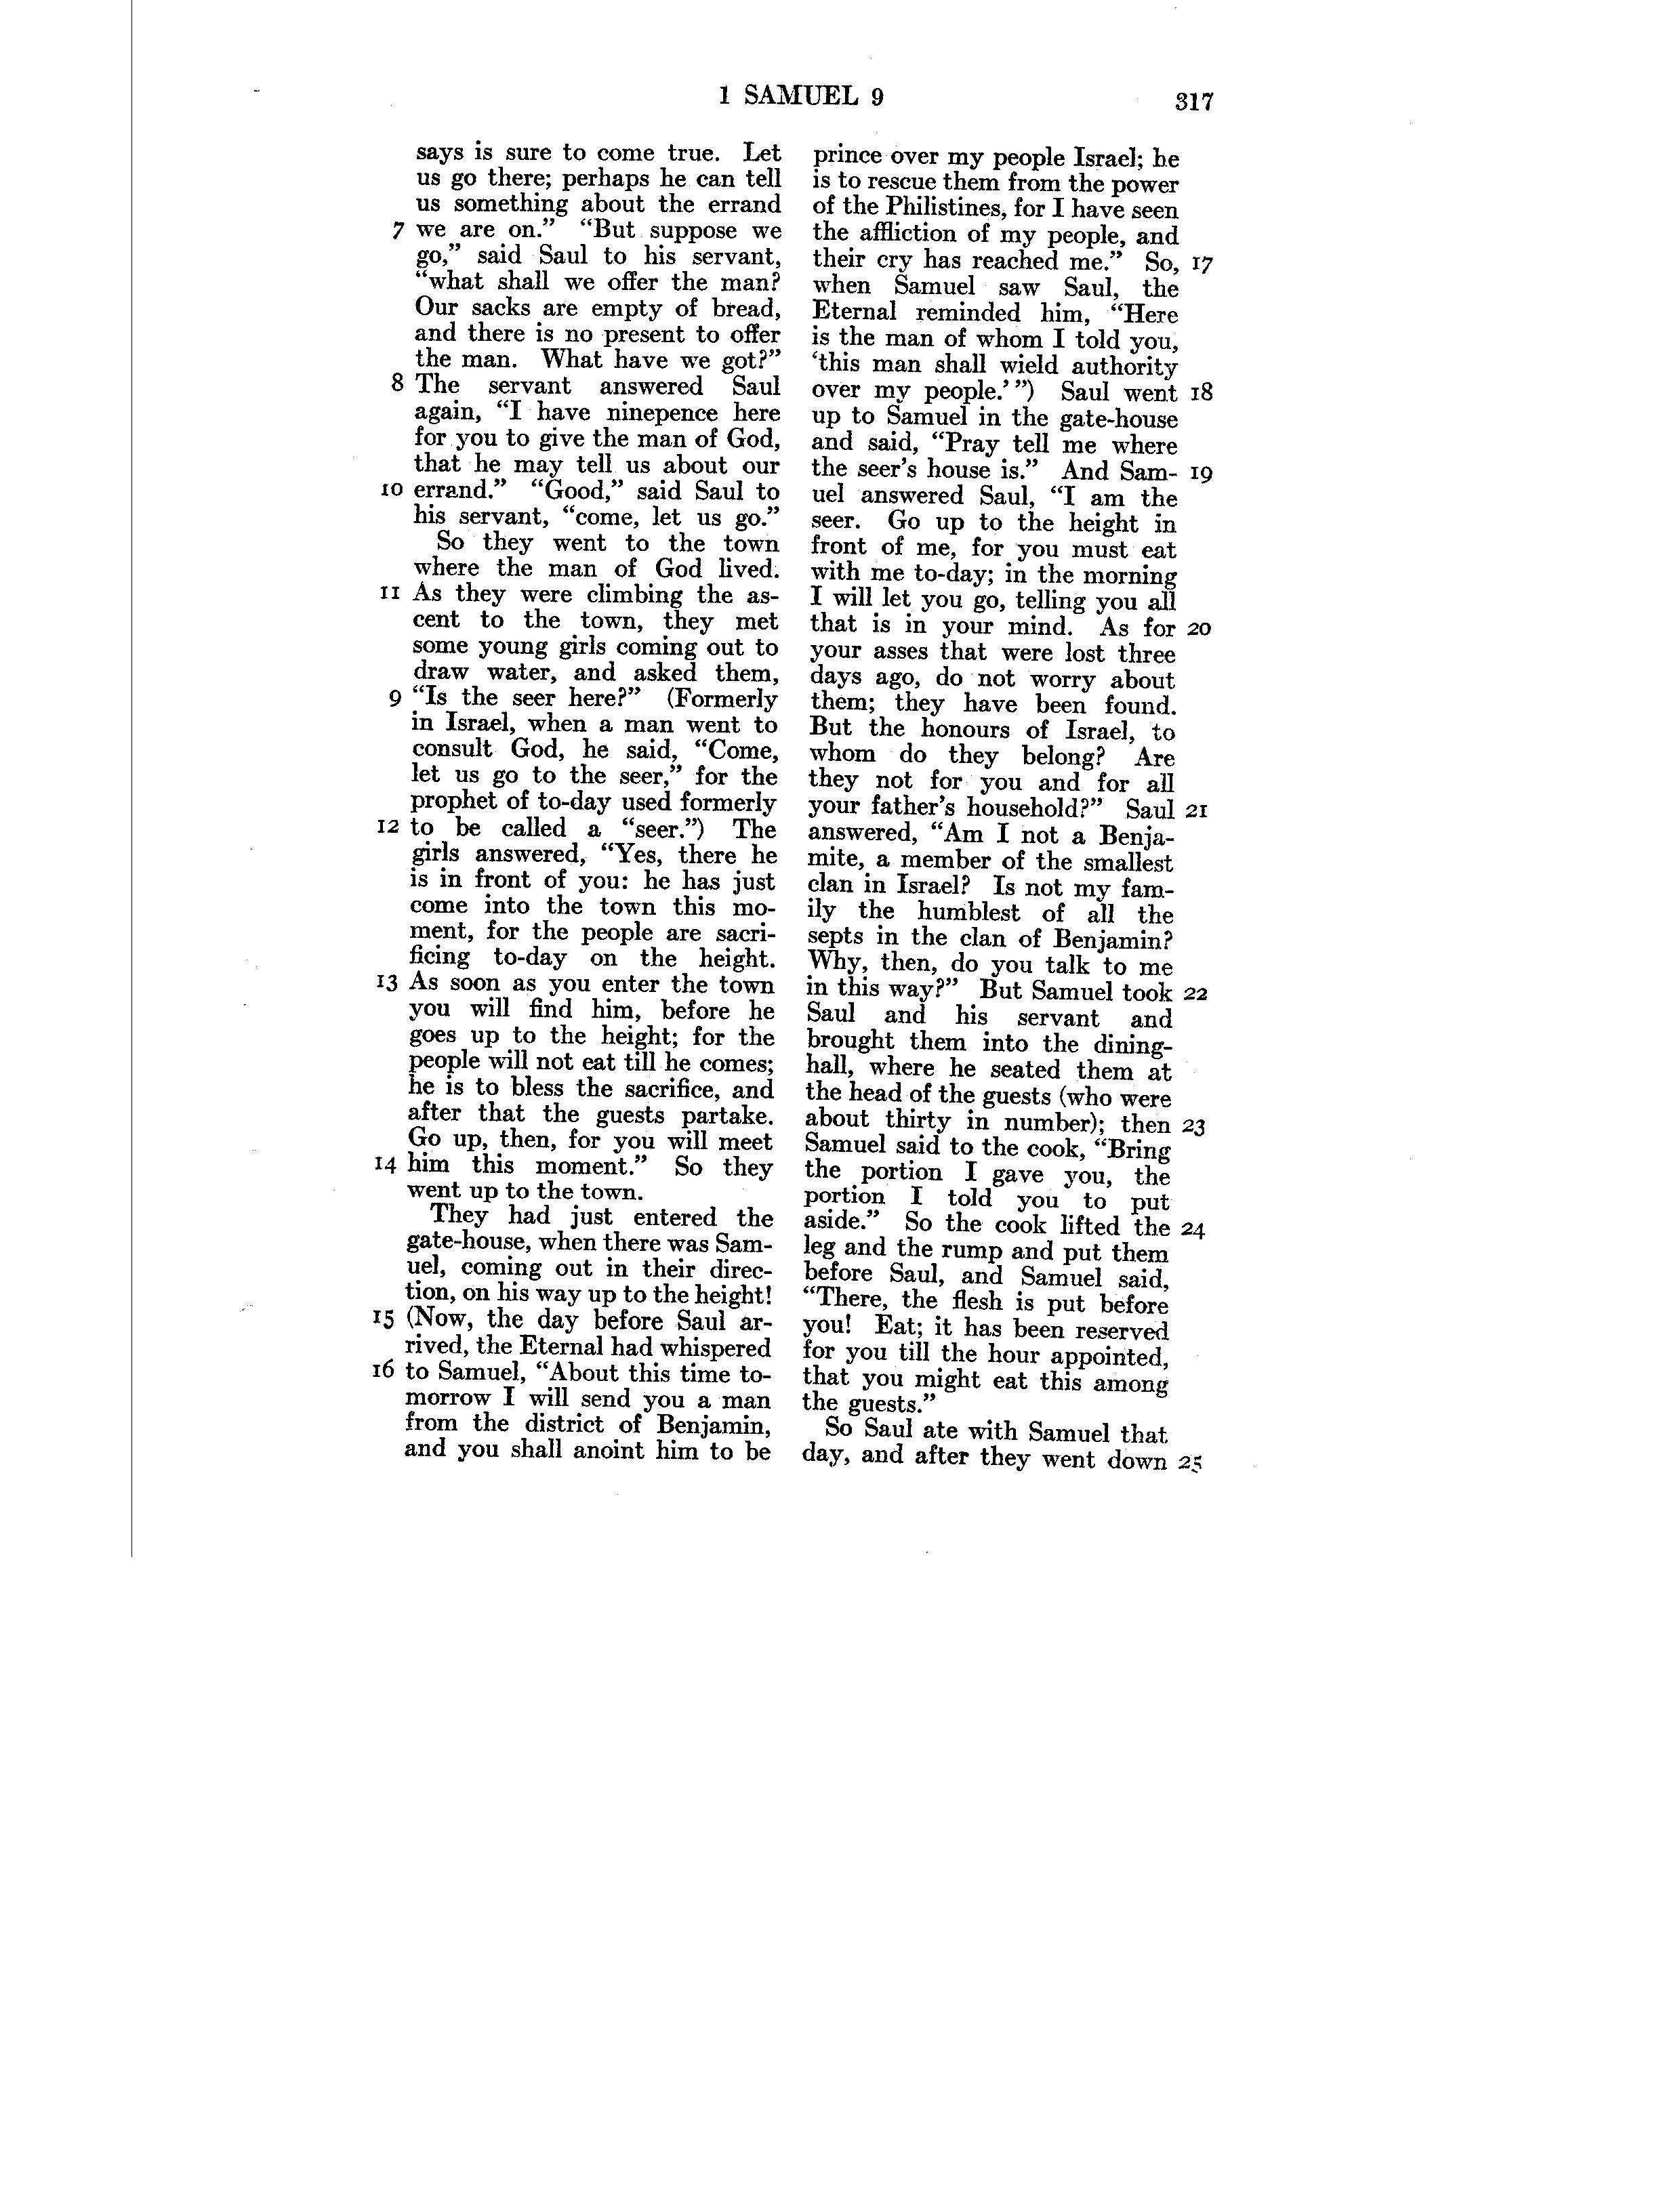 1 SAMUEL 9 317
says is sure to come true. Let
us go there; perhaps he can tell
us something about the errand
7 we are on.” “But suppose we
go,” said Saul to his servant,
“what shall we offer the man?
Our sacks are empty of bread,
and there is no present to offer
the man. What have we got?”
8 The servant answered Saul
again, “I have ninepence here
for you to give the man of God,
that he may tell us about our
10 errand.” “Good,” said Saul to
his servant, “come, let us go.”
So they went to the town
where the man of God lived.
11 As they were climbing the as-
cent to the town, they met
some young girls coming out to
draw water, and asked them,
9 “Is the seer here?” (Formerly
in Israel, when a man went to
consult God, he said, “Come,
let us go to the seer,” for the
prophet of to-day used formerly
12 to be called a “seer.”) The
girls answered, “Yes, there he
is in front of you: he has just
come into the town this mo-
ment, for the people are sacri-
ficing to-day on the height.
13 As soon as you enter the town
you will find him, before he
goes up to the height; for the
people will not eat till he comes;
he is to bless the sacrifice, and
after that the guests partake.
Go up, then, for you will meet
14 him this moment.” So they
went up to the town.
They had just entered the
gate-house, when there was Sam-
uel, coming out in their direc-
tion, on his way up to the height!
15 (Now, the day before Saul ar-
rived, the Eternal had whispered
16 to Samuel, “About this time to-
morrow I will send you a man
from the district of Benjamin,
and you shall anoint him to be
prince over my people Israel; he
is to rescue them from the power
of the Philistines, for I have seen
the affliction of my people, and
their cry has reached me.” So, 17
when Samuel saw Saul, the
Eternal reminded him, “Here
is the man of whom I told you,
‘this man shall wield authority
over my people.’”) Saul went 18
up to Samuel in the gate-house
and said, “Pray tell me where
the seer’s house is.” And Sam- 19
uel answered Saul, “I am the
seer. Go up to the height in
front of me, for you must eat
with me to-day; in the morning
I will let you go, telling you all
that is in your mind. As for 20
your asses that were lost three
days ago, do not worry about
them; they have been found.
But the honours of Israel, to
whom do they belong? Are
they not for you and for all
your father’s household?” Saul 21
answered, “Am I not a Benja-
mite, a member of the smallest
clan in Israel? Is not my fam-
ily the humblest of all the
septs in the clan of Benjamin?
Why, then, do you talk to me
in this way?” But Samuel took 22
Saul and his servant and
brought them into the dining-
hall, where he seated them at
the head of the guests (who were
about thirty in number); then 23
Samuel said to the cook, “Bring
the portion I gave you, the
portion I told you to put
aside.” So the cook lifted the 24
leg and the rump and put them
before Saul, and Samuel said,
“There, the flesh is put before
you! Eat; it has been reserved
for you till the hour appointed,
that you might eat this among
the guests.”
So Saul ate with Samuel that
day, and after they went down 25